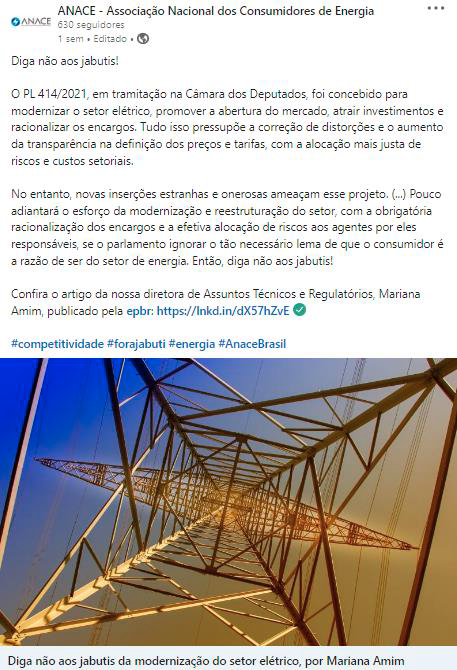 ANACE
ANACE - Associação Nacional dos Consumidores de Energia
630 seguidores
1 sem • Editado •
Diga não aos jabutis!
O PL 414/2021, em tramitação na Câmara dos Deputados, foi concebido para
modernizar o setor elétrico, promover a abertura do mercado, atrair investimentos e
racionalizar os encargos. Tudo isso pressupõe a correção de distorções e o aumento
da transparência na definição dos preços e tarifas, com a alocação mais justa de
riscos e custos setoriais.
No entanto, novas inserções estranhas e onerosas ameaçam esse projeto. (...) Pouco
adiantará o esforço da modernização e reestruturação do setor, com a obrigatória
racionalização dos encargos e a efetiva alocação de riscos aos agentes por eles
responsáveis, se o parlamento ignorar o tão necessário lema de que o consumidor é
a razão de ser do setor de energia. Então, diga não aos jabutis!
Confira o artigo da nossa diretora de Assuntos Técnicos e Regulatórios, Mariana
Amim, publicado pela epbr: https://lnkd.in/dX57hZvE
#competitividade #forajabuti #energia #AnaceBrasil
Diga não aos jabutis da modernização do setor elétrico, por Mariana Amim